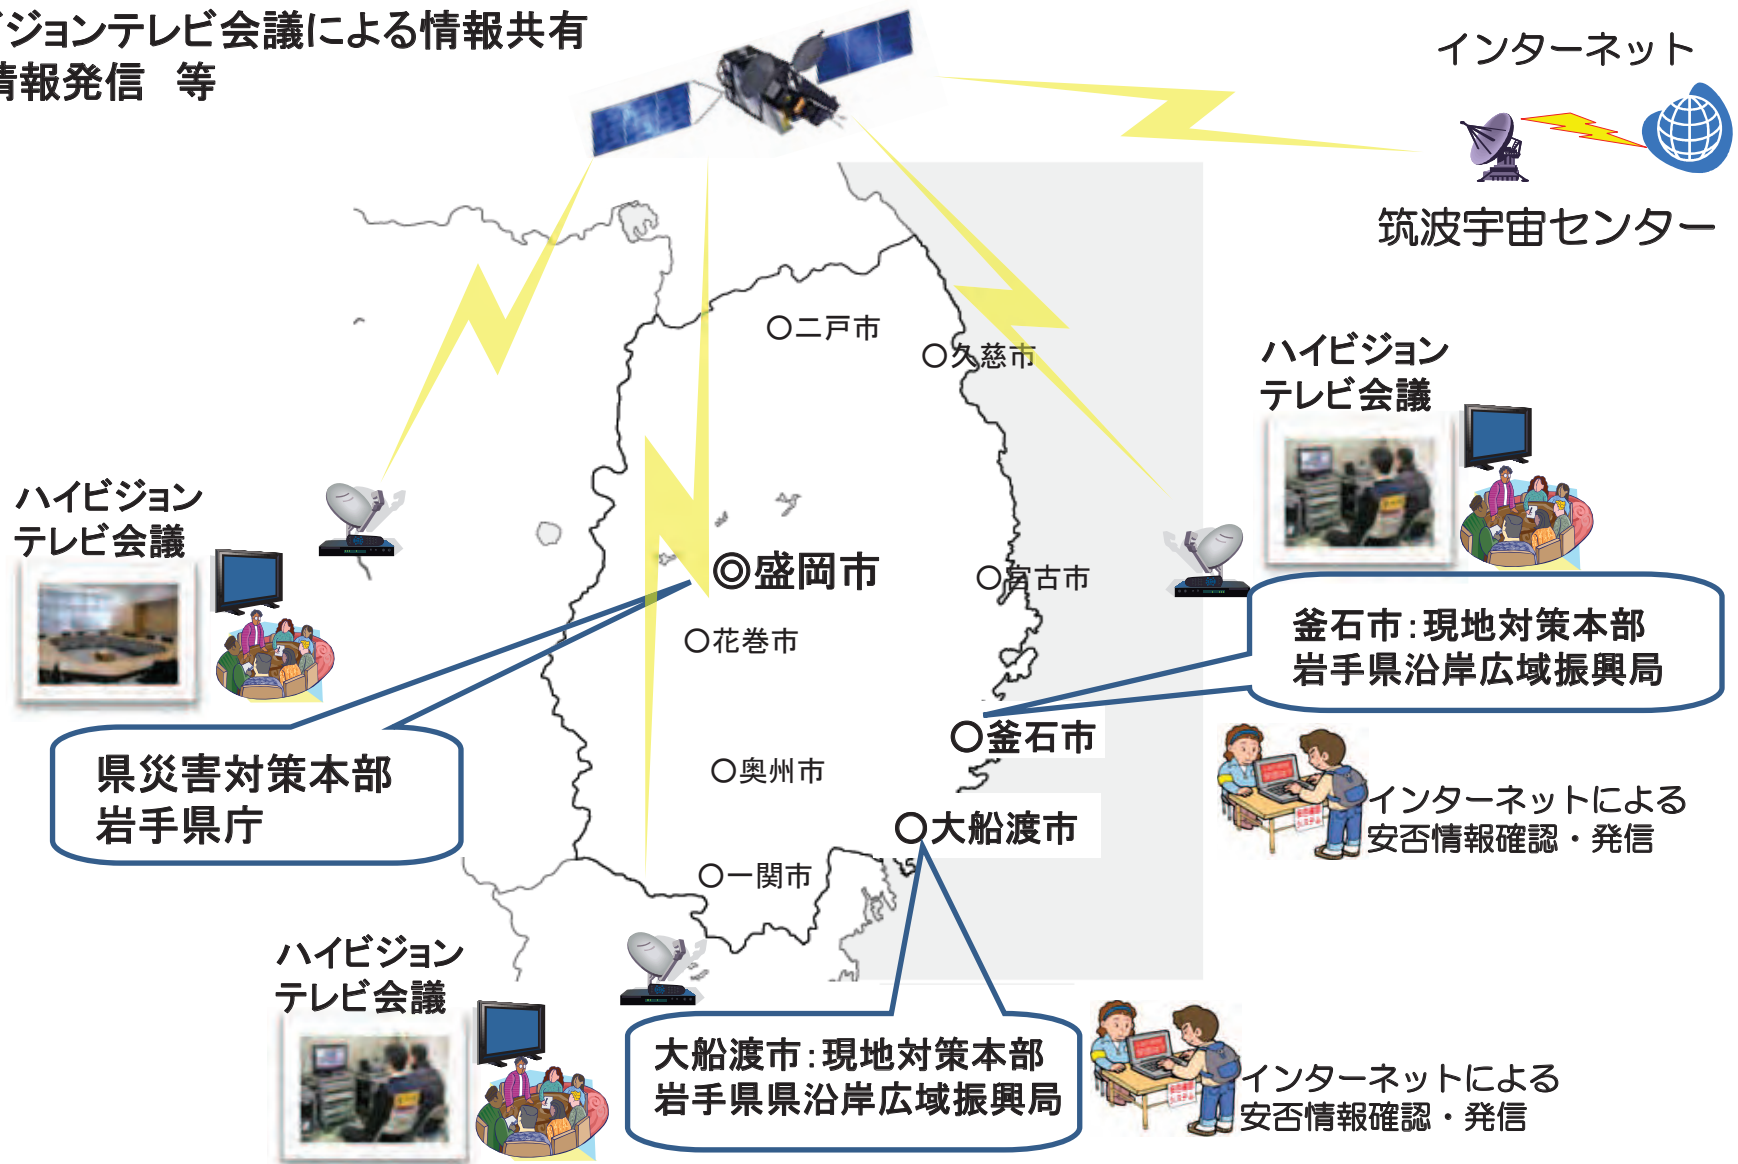 ビジョンテレビ会議による情報共有
情報発信 等
インターネット
筑波宇宙センター
○二戸市
○久慈市
ハイビジョン
テレビ会議
ハイビジョン
テレビ会議
◎盛岡市
○宮古市
○花巻市
釜石市:現地対策本部
岩手県沿岸広域振興局
○釜石市
県災害対策本部
岩手県庁
○奥州市
インターネットによる
安否情報確認・発信
○大船渡市
○一関市
ハイビジョン
テレビ会議
大船渡市:現地対策本部
岩手県県沿岸広域振興局
インターネットによる
安否情報確認・発信